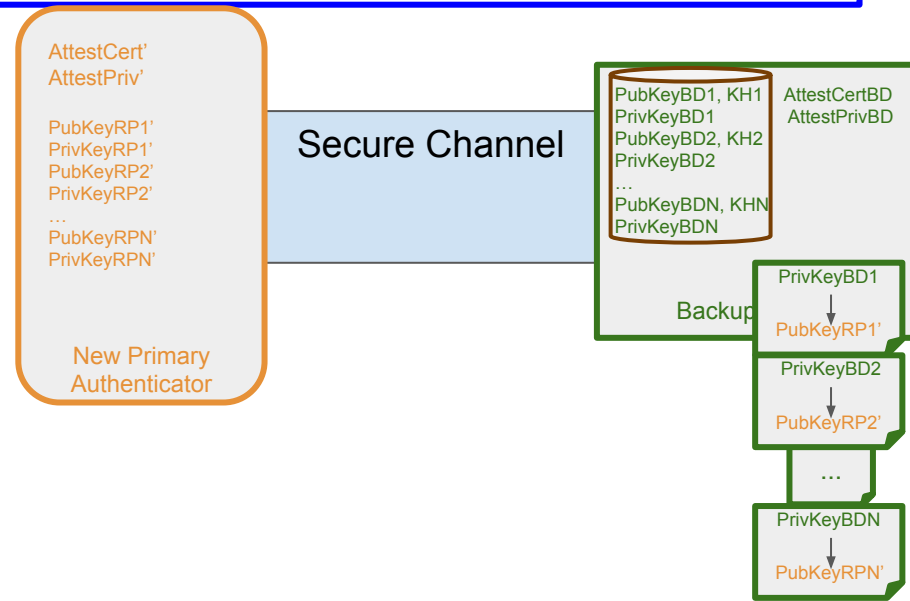 AttestCert’
AttestPriv’
PubKeyRP1’
PrivKeyRP1’
PubKeyRP2’
PrivKeyRP2’
…
PubKeyRPN’
PrivKeyRPN’
New Primary
Authenticator
Secure Channel
PubKeyBD1, KH1
PrivKeyBD1
PubKeyBD2, KH2
PrivKeyBD2
…
PubKeyBDN, KHN
PrivKeyBDN
AttestCertBD
AttestPrivBD
Backup
PrivKeyBD1
PubKeyRP1’
PrivKeyBD2
PubKeyRP2’
...
PrivKeyBDN
PubKeyRPN’